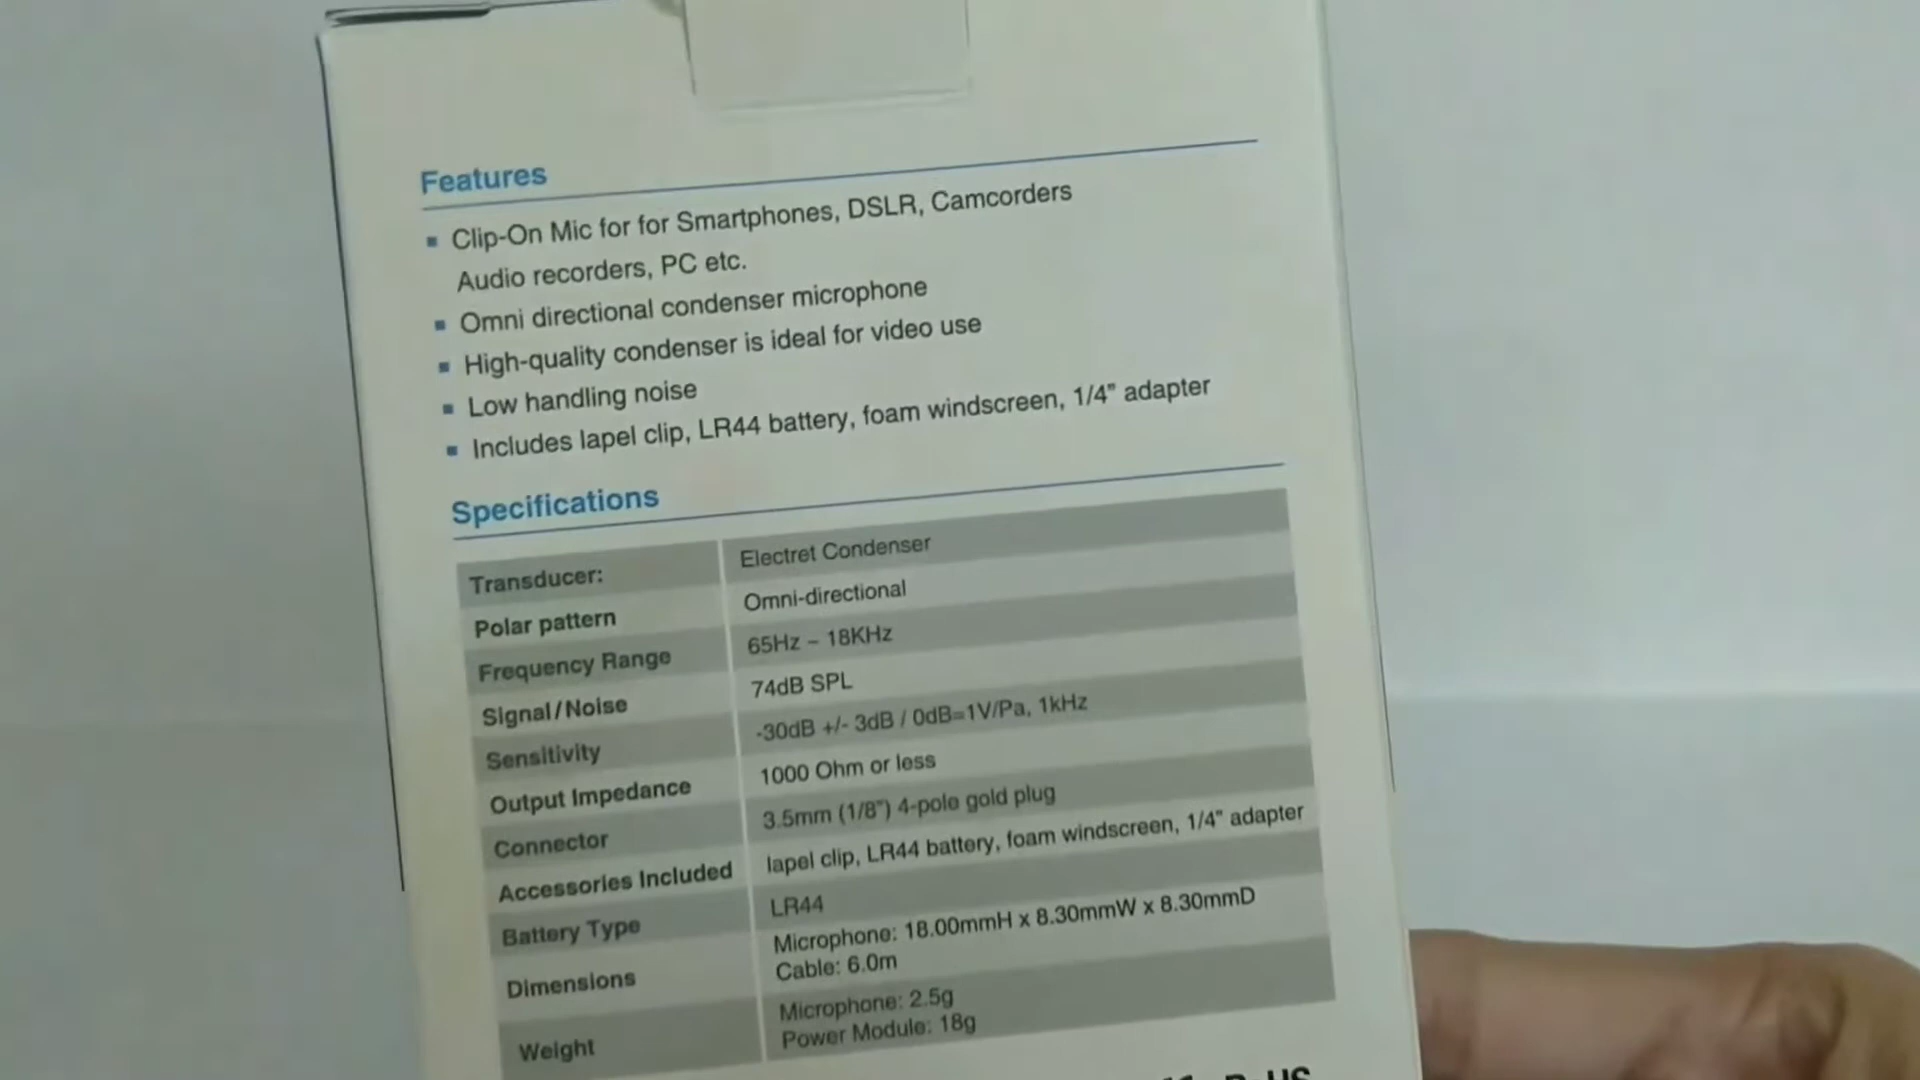 Features
▪ Clip-On Mic for for Smartphones, DSLR, Camcorders
Audio recorders, PC etc.
▪ Omni directional condenser microphone
▪ High-quality condenser is ideal for video use
▪ Low handling noise
▪ Includes lapel clip, LR44 battery, foam windscreen, 1/4" adapter
Specifications
Transducer: Electret Condenser
Polar pattern Omni-directional
Frequency Range 65Hz – 18KHz
Signal/Noise 74dB SPL
Sensitivity -30dB +/- 3dB / 0dB=1V/Pa, 1kHz
Output Impedance 1000 Ohm or less
Connector 3.5mm (1/8") 4-pole gold plug
Accessories Included lapel clip, LR44 battery, foam windscreen, 1/4" adapter
Battery Type LR44
Dimensions Microphone: 18.00mmH x 8.30mmW x 8.30mmD
Cable: 6.0m
Weight Microphone: 2.5g
Power Module: 18g